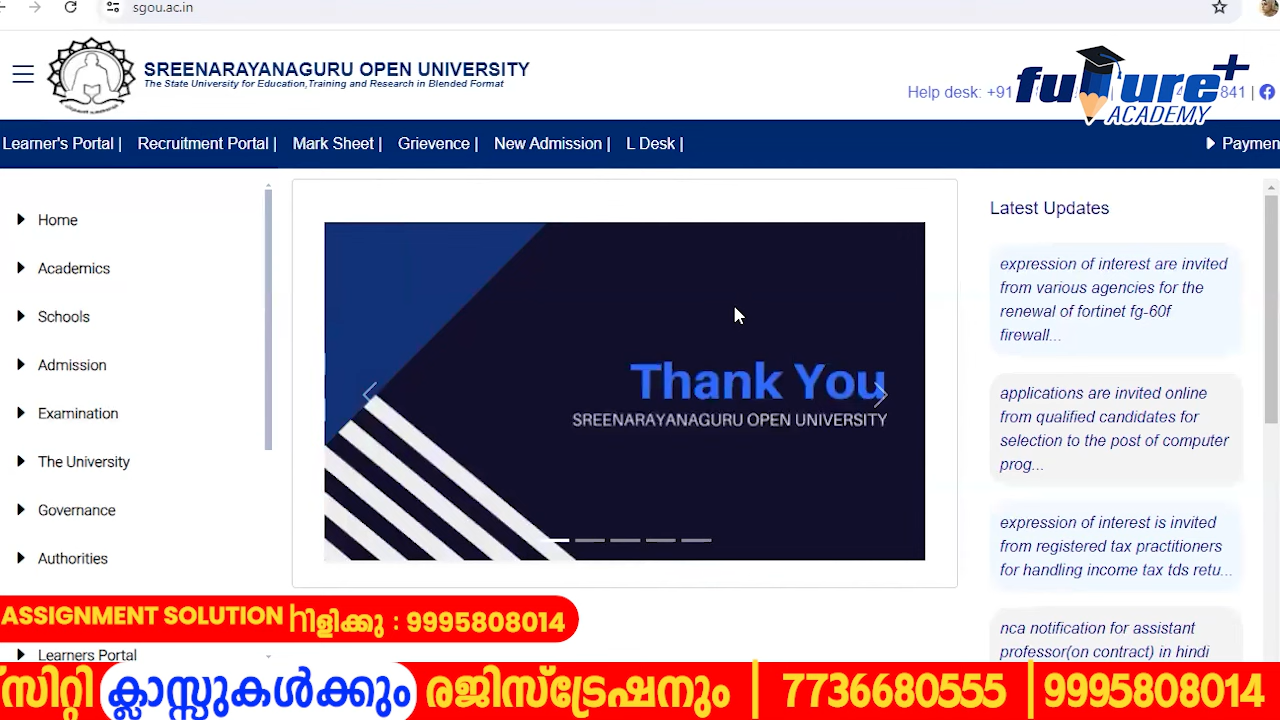 sgou.ac.in
SREENARAYANAGURU OPEN UNIVERSITY
The State University for Education,Training and Research in Blended Format
Help desk: +91
841 |
future+
ACADEMY
Learner's Portal | Recruitment Portal | Mark Sheet | Grievence | New Admission | L Desk |
Paymen
Home
Academics
Schools
Admission
Examination
The University
Governance
Authorities
Learners Portal
Thank You
SREENARAYANAGURU OPEN UNIVERSITY
Latest Updates
expression of interest are invited
from various agencies for the
renewal of fortinet fg-60f
firewall...
applications are invited online
from qualified candidates for
selection to the post of computer
prog...
expression of interest is invited
from registered tax practitioners
for handling income tax tds retu...
nca notification for assistant
professor(on contract) in hindi
ASSIGNMENT SOLUTION : 9995808014
ക്ലാസ്സുകൾക്കും രജിസ്ട്രേഷനും | 7736680555 | 9995808014